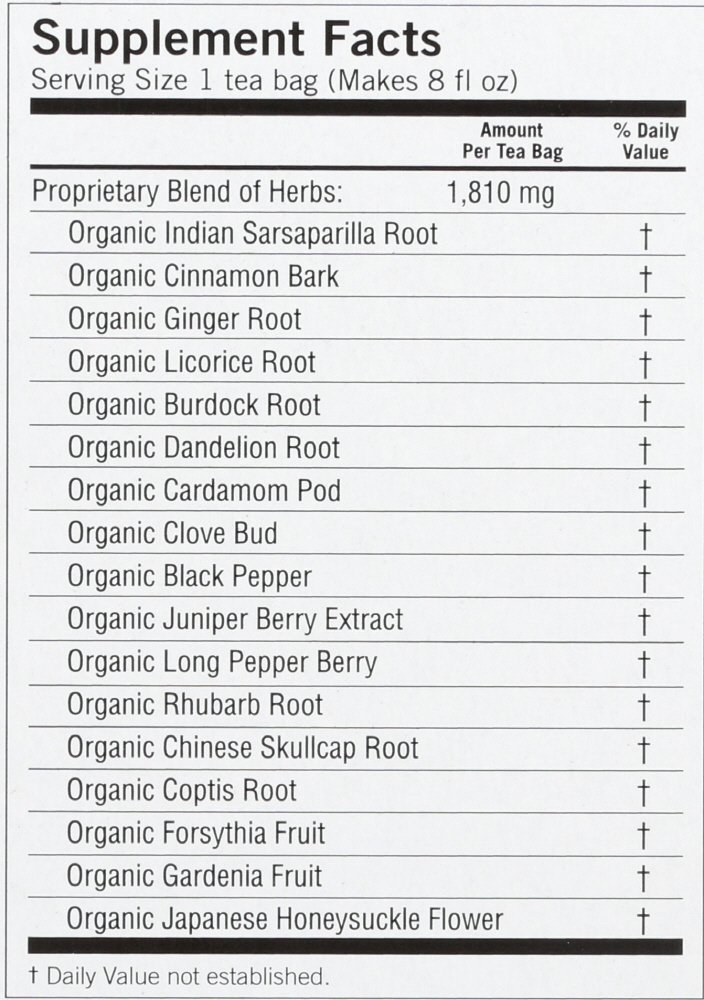 Supplement Facts
Serving Size 1 tea bag (Makes 8 fl oz)
Amount Per Tea Bag % Daily Value
Proprietary Blend of Herbs: 1,810 mg
Organic Indian Sarsaparilla Root †
Organic Cinnamon Bark †
Organic Ginger Root †
Organic Licorice Root †
Organic Burdock Root †
Organic Dandelion Root †
Organic Cardamom Pod †
Organic Clove Bud †
Organic Black Pepper †
Organic Juniper Berry Extract †
Organic Long Pepper Berry †
Organic Rhubarb Root †
Organic Chinese Skullcap Root †
Organic Coptis Root †
Organic Forsythia Fruit †
Organic Gardenia Fruit †
Organic Japanese Honeysuckle Flower †
† Daily Value not established.